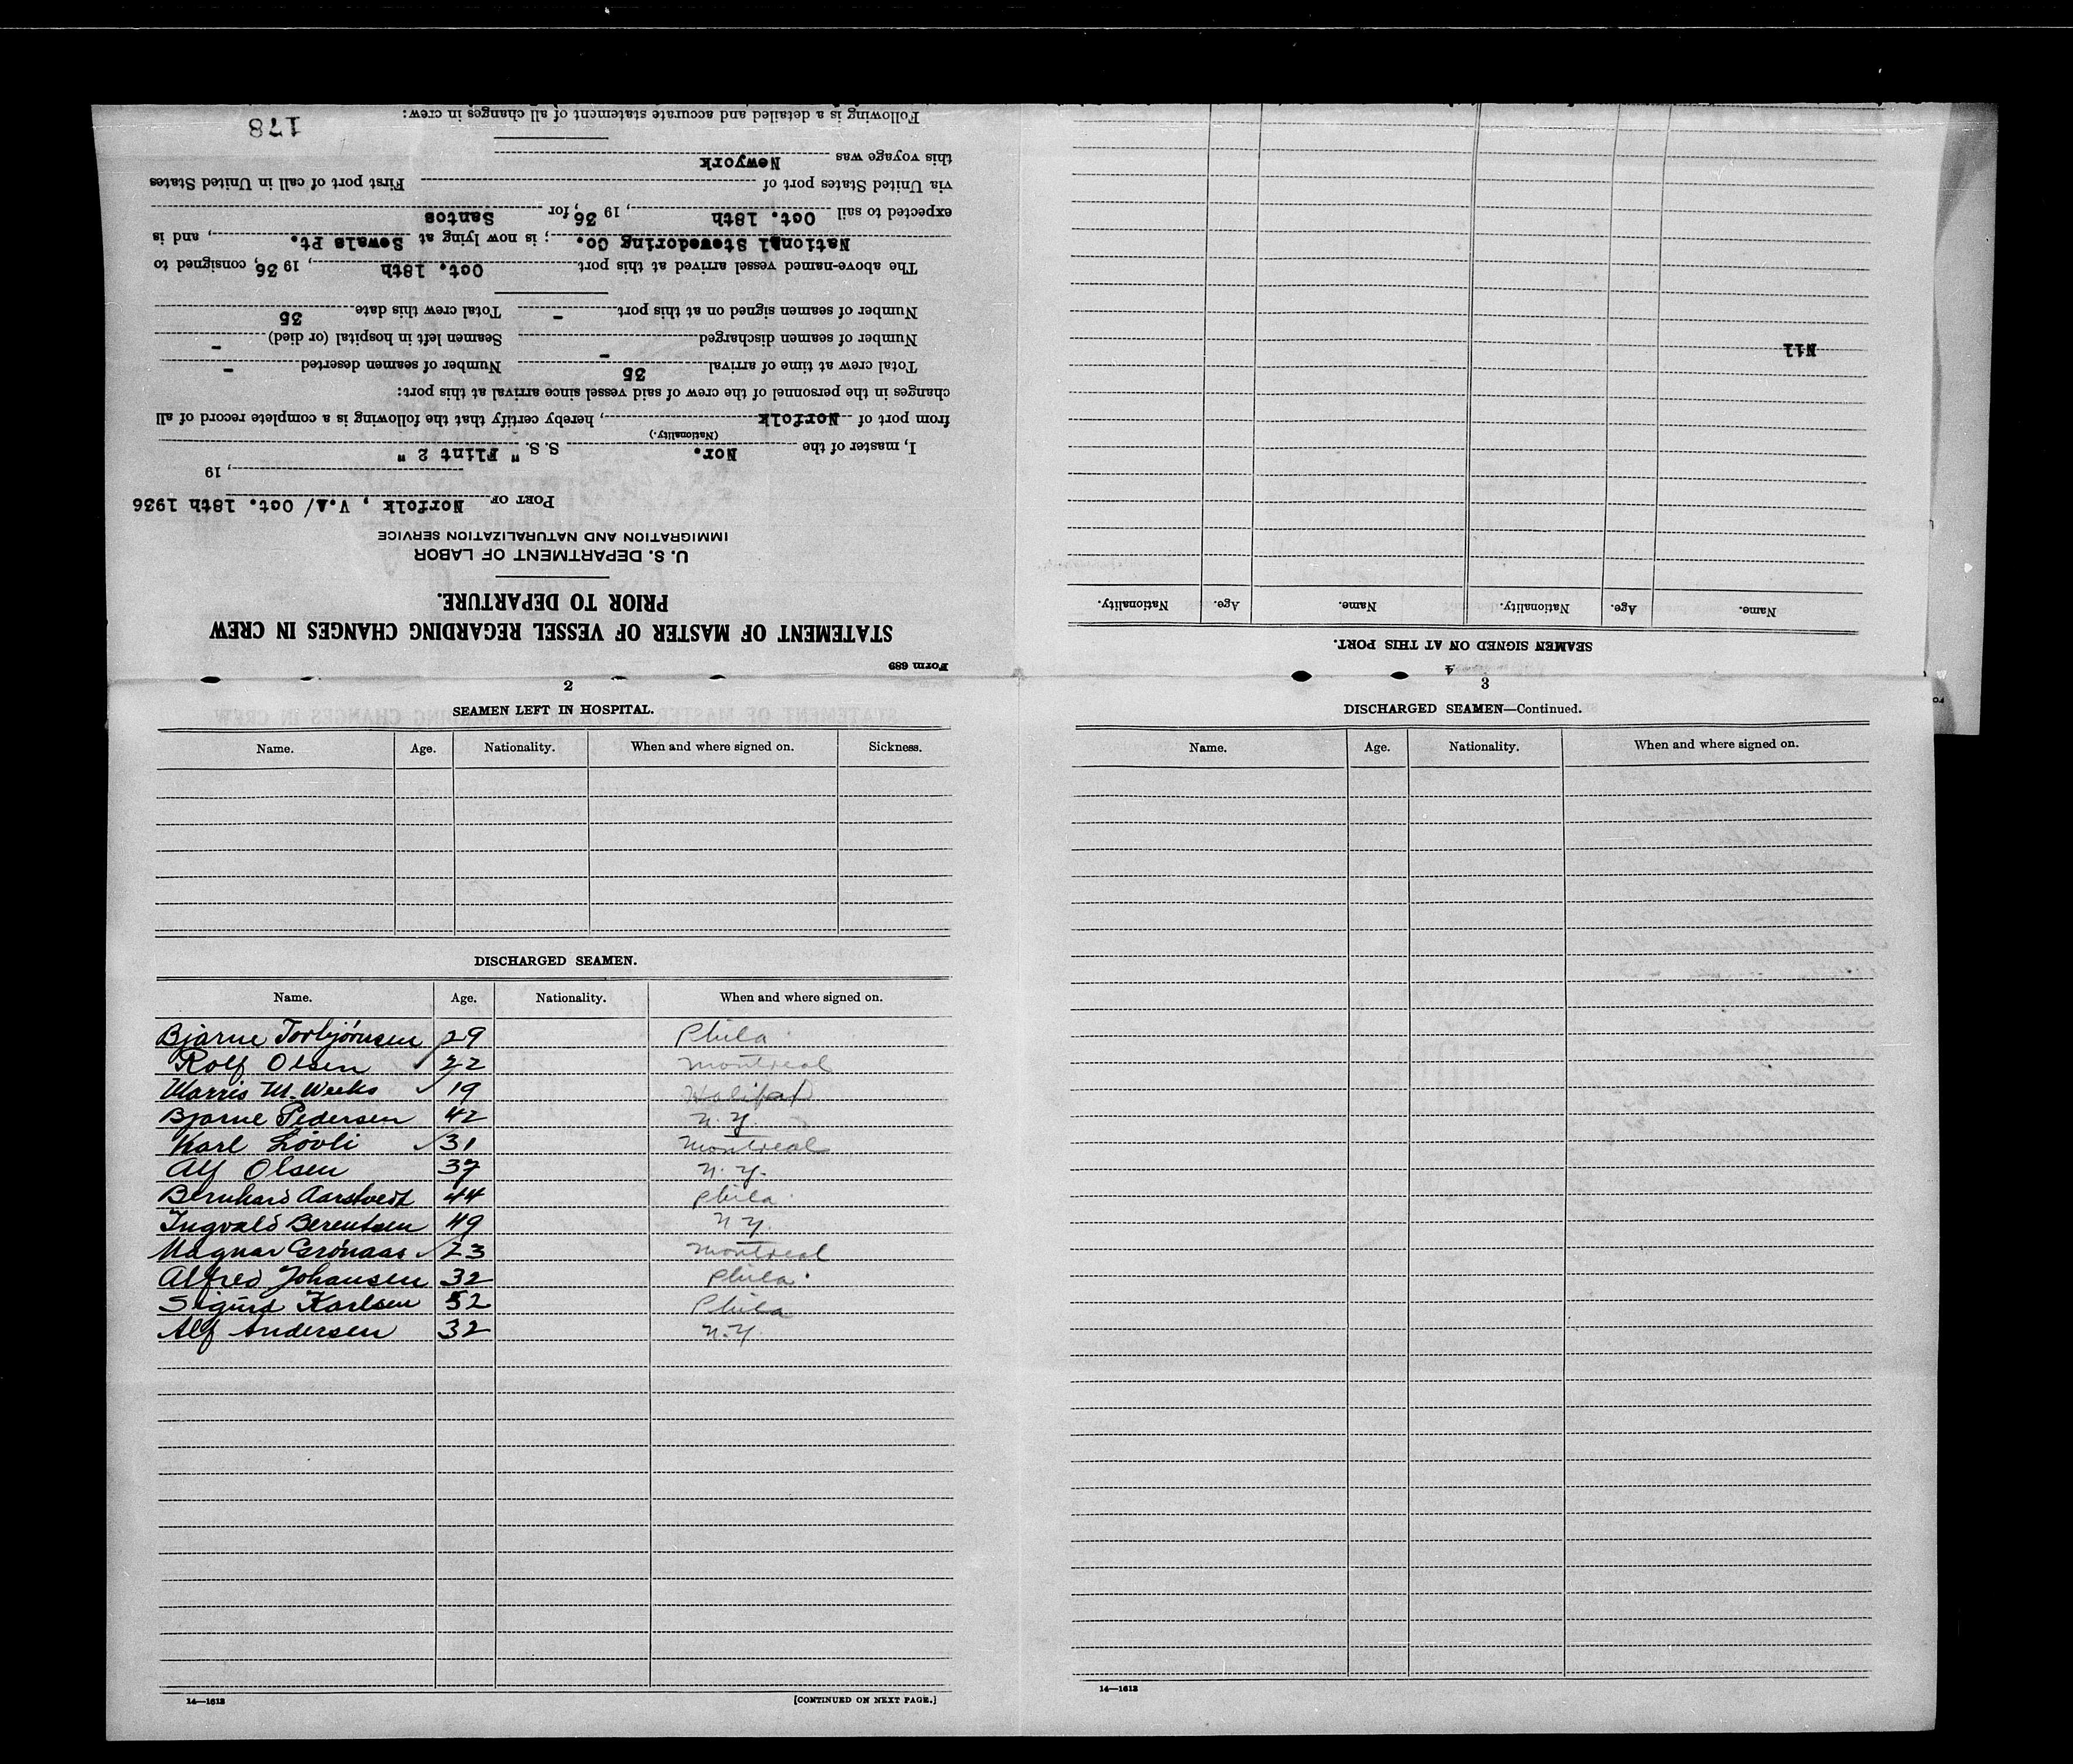 Form 689
STATEMENT OF MASTER OF VESSEL REGARDING CHANGES IN CREW
PRIOR TO DEPARTURE.
U. S. DEPARTMENT OF LABOR
IMMIGRATION AND NATURALIZATION SERVICE
PORT OF Norfolk, V.A/ Oct. 18th 1936
, 19
I, master of the Nor. S. S. " Flint 2 "
(Nationality.)
from port of Norfolk, hereby certify that the following is a complete record of all
changes in the personnel of the crew of said vessel since arrival at this port:
Total crew at time of arrival 35 Number of seamen deserted -
Number of seamen discharged - Seamen left in hospital (or died) -
Number of seamen signed on at this port - Total crew this date 35
The above-named vessel arrived at this port Oct. 18th, 19 36, consigned to
National Stevedoring Co.; is now lying at Sewals Pt., and is
expected to sail Oct. 18th, 19 36, for Santos
via United States port of First port of call in United States
this voyage was Newyork
Following is a detailed and accurate statement of all changes in crew:
178
4
SEAMEN SIGNED ON AT THIS PORT.
Name. Age. Nationality. Name. Age. Nationality.
Nil
2
SEAMEN LEFT IN HOSPITAL.
Name. Age. Nationality. When and where signed on. Sickness.
DISCHARGED SEAMEN.
Name. Age. Nationality. When and where signed on.
Bjarne Torbjörnsen 29 Phila
Rolf Olsen ✓ 22 Montreal
Harris M. Weeks ✓ 19 Halifax
Bjarne Pedersen 42 N.Y.
Karl Lövli ✓ 31 Montreal
Alf Olsen 37 N.Y.
Bernhard Aarstvedt 44 Phila
Ingvald Berentsen 49 N.Y.
Magnar Grönaas ✓ 23 Montreal
Alfred Johansen 32 Phila
Sigurd Karlsen 52 Phila
Alf Andersen 32 N.Y.
14—1613
[CONTINUED ON NEXT PAGE.]
3
DISCHARGED SEAMEN—Continued.
Name. Age. Nationality. When and where signed on.
14—1613